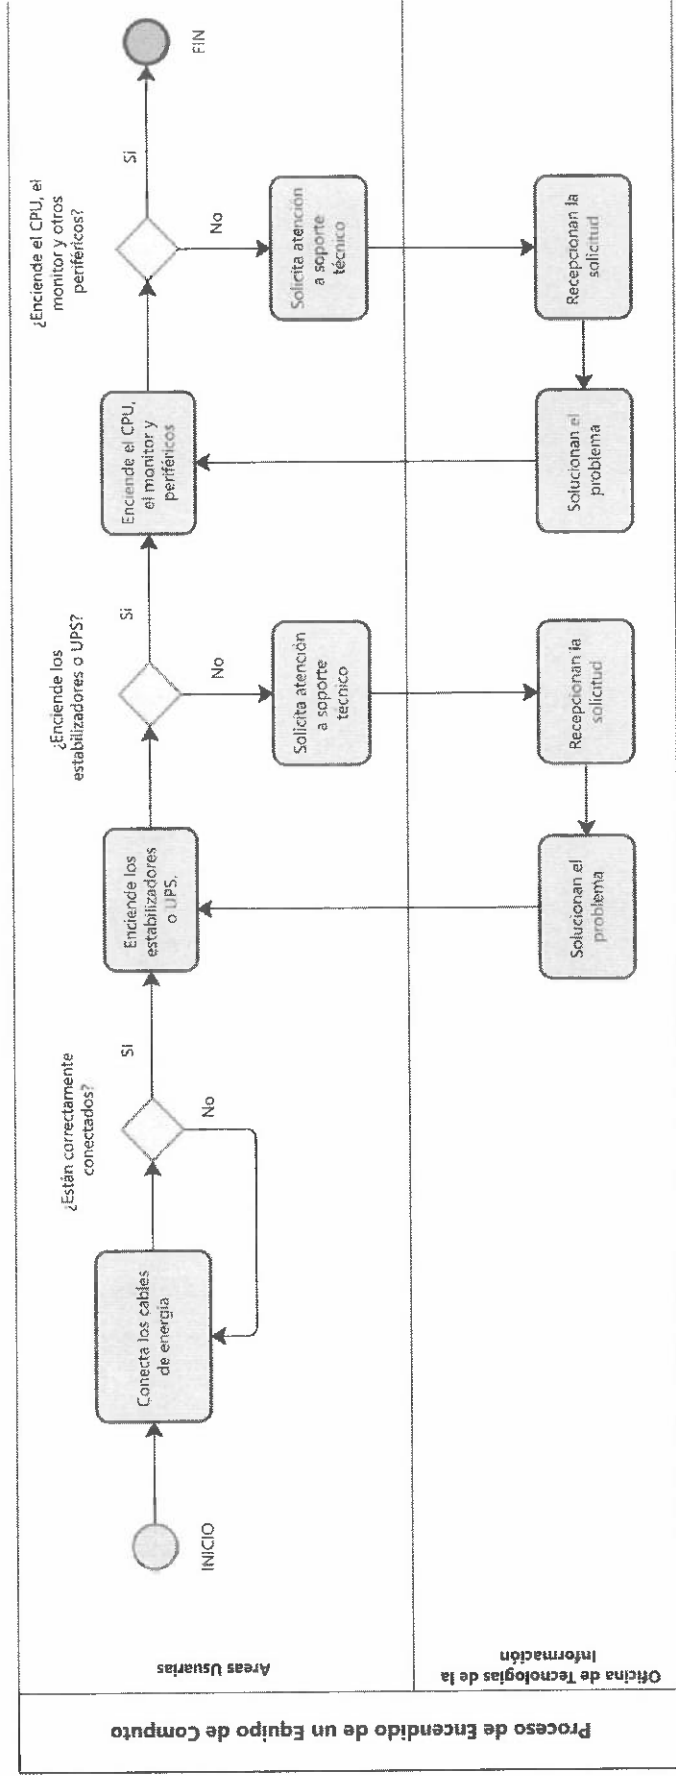 Proceso de Encendido de un Equipo de Computo
Areas Usuarias
INICIO
Conecta los cables
de energía
¿Están correctamente
conectados?
Si
No
Enciende los
estabilizadores
o UPS.
¿Enciende los
estabilizadores o UPS?
Si
No
Solicita atención
a soporte
técnico
Enciende el CPU,
el monitor y
periféricos
¿Enciende el CPU, el
monitor y otros
periféricos?
Si
No
Solicita atención
a soporte
técnico
FIN
Oficina de Tecnologías de la
Información
Recepcionan la
solicitud
Solucionan el
problema
Recepcionan la
solicitud
Solucionan el
problema